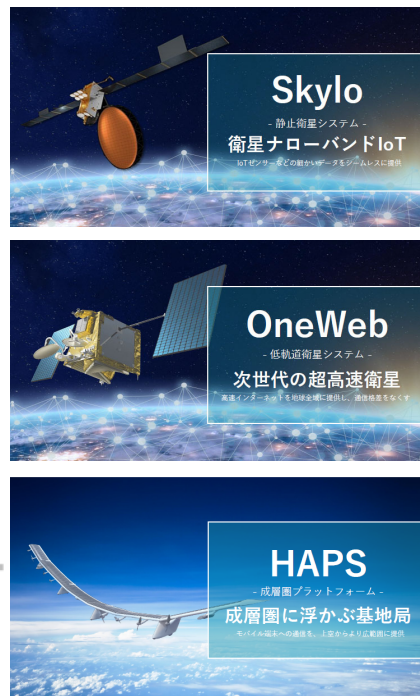 Skylo
- 静止衛星システム -
衛星ナローバンドIoT
IoTセンサーなどの細かいデータをシームレスに提供
OneWeb
- 低軌道衛星システム -
次世代の超高速衛星
高速インターネットを地球全域に提供し、通信格差をなくす
HAPS
- 成層圏プラットフォーム -
成層圏に浮かぶ基地局
モバイル端末への通信を、上空からより広範囲に提供